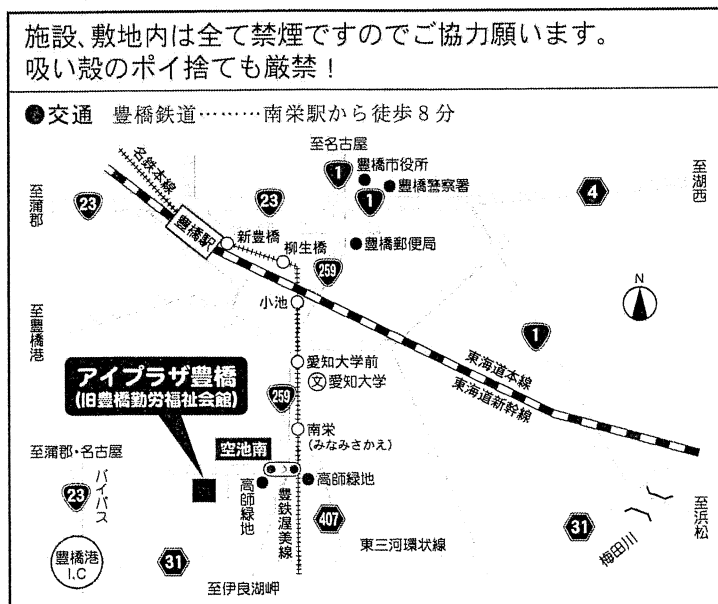 施設、敷地内は全て禁煙ですのでご協力願います。
吸い殻のポイ捨ても厳禁！
●交通 豊橋鉄道………南栄駅から徒歩8分
至名古屋
名鉄本線
1
豊橋市役所
豊橋警察署
1
4
至湖西
至蒲郡
23
23
豊橋駅
新豊橋
柳生橋
豊橋郵便局
259
小池
N
至豊橋港
1
東海道本線
東海道新幹線
愛知大学前
文 愛知大学
アイプラザ豊橋
(旧豊橋勤労福祉会館)
259
南栄
(みなみさかえ)
至蒲郡・名古屋
空池南
高師緑地
高師緑地
豊鉄渥美線
23
バイパス
407
31
梅田川
至浜松
豊橋港
I.C
31
東三河環状線
至伊良湖岬